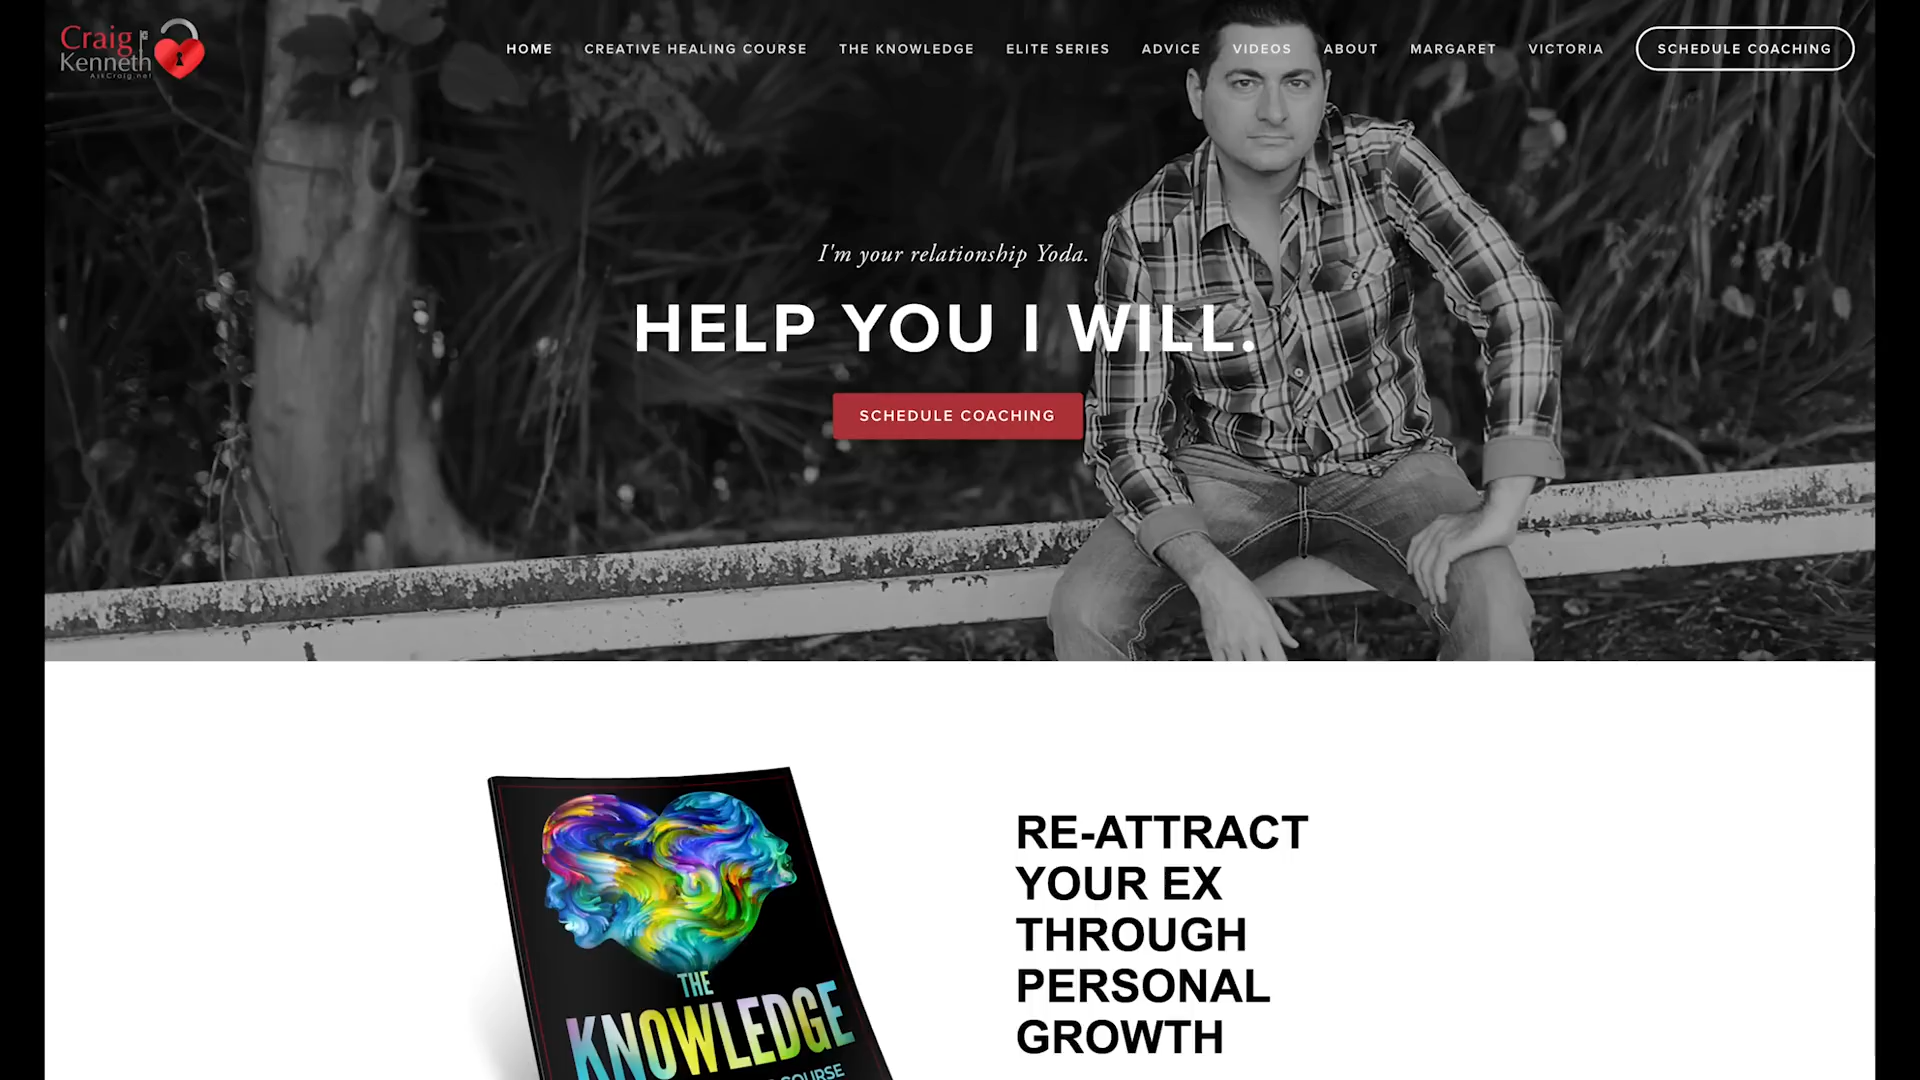 Craig
Kenneth
AskCraig.net
HOME
CREATIVE HEALING COURSE
THE KNOWLEDGE
ELITE SERIES
ADVICE
VIDEOS
ABOUT
MARGARET
VICTORIA
SCHEDULE COACHING
I'm your relationship Yoda.
HELP YOU I WILL.
SCHEDULE COACHING
THE
KNOWLEDGE
COURSE
RE-ATTRACT
YOUR EX
THROUGH
PERSONAL
GROWTH